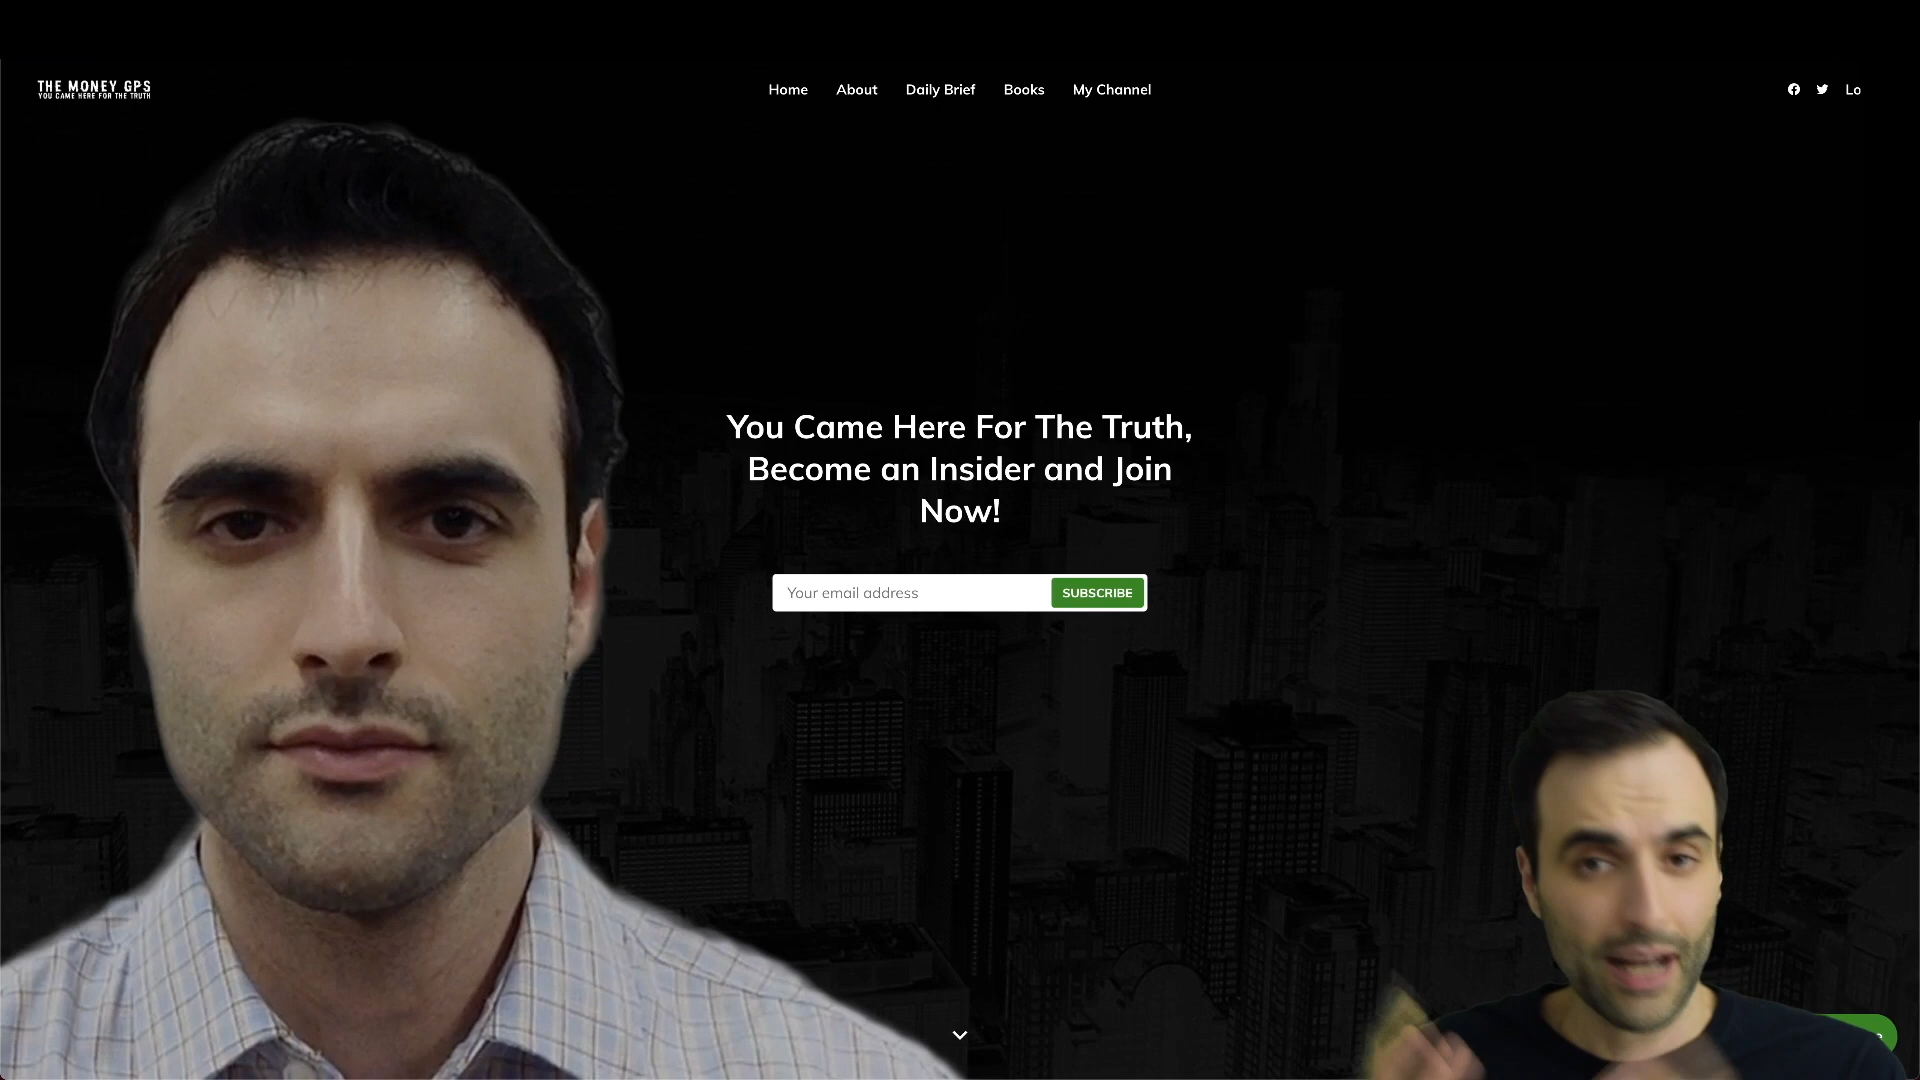 THE MONEY GPS
YOU CAME HERE FOR THE TRUTH
Home
About
Daily Brief
Books
My Channel
Lo
You Came Here For The Truth,
Become an Insider and Join
Now!
Your email address
SUBSCRIBE